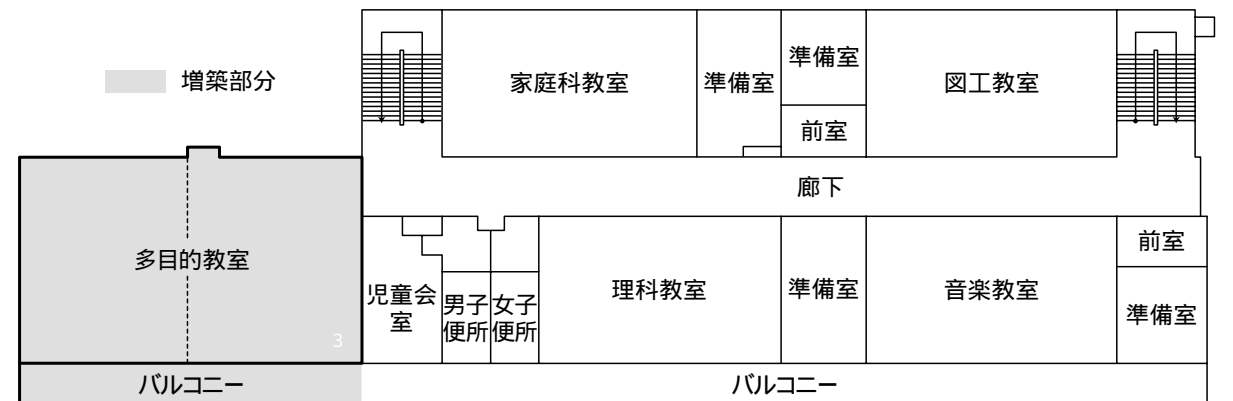 増築部分
家庭科教室
準備室
準備室
前室
図工教室
廊下
多目的教室
3
児童会
室
男子
便所
女子
便所
理科教室
準備室
音楽教室
前室
準備室
バルコニー
バルコニー